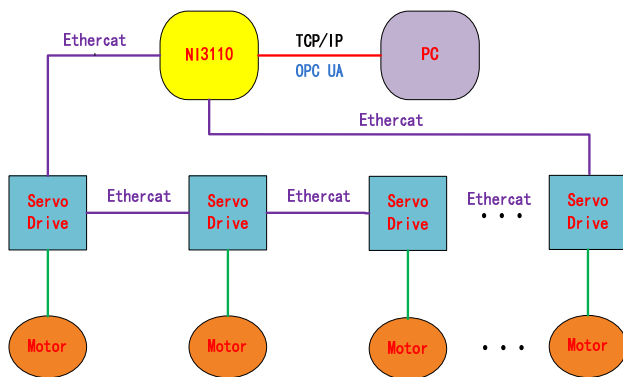 Ethercat
NI3110
TCP/IP
OPC UA
PC
Ethercat
Servo
Drive
Ethercat
Servo
Drive
Ethercat
Servo
Drive
Ethercat
...
Servo
Drive
Motor
Motor
Motor
...
Motor